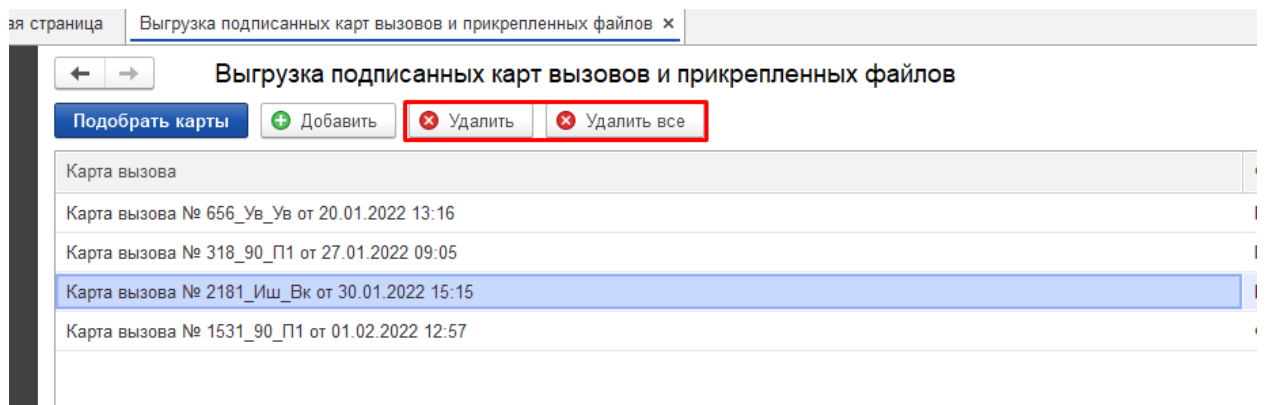 ая страница Выгрузка подписанных карт вызовов и прикрепленных файлов ×
Выгрузка подписанных карт вызовов и прикрепленных файлов
Подобрать карты Добавить Удалить Удалить все
Карта вызова
Карта вызова № 656_Ув_Ув от 20.01.2022 13:16
Карта вызова № 318_90_П1 от 27.01.2022 09:05
Карта вызова № 2181_Иш_Вк от 30.01.2022 15:15
Карта вызова № 1531_90_П1 от 01.02.2022 12:57